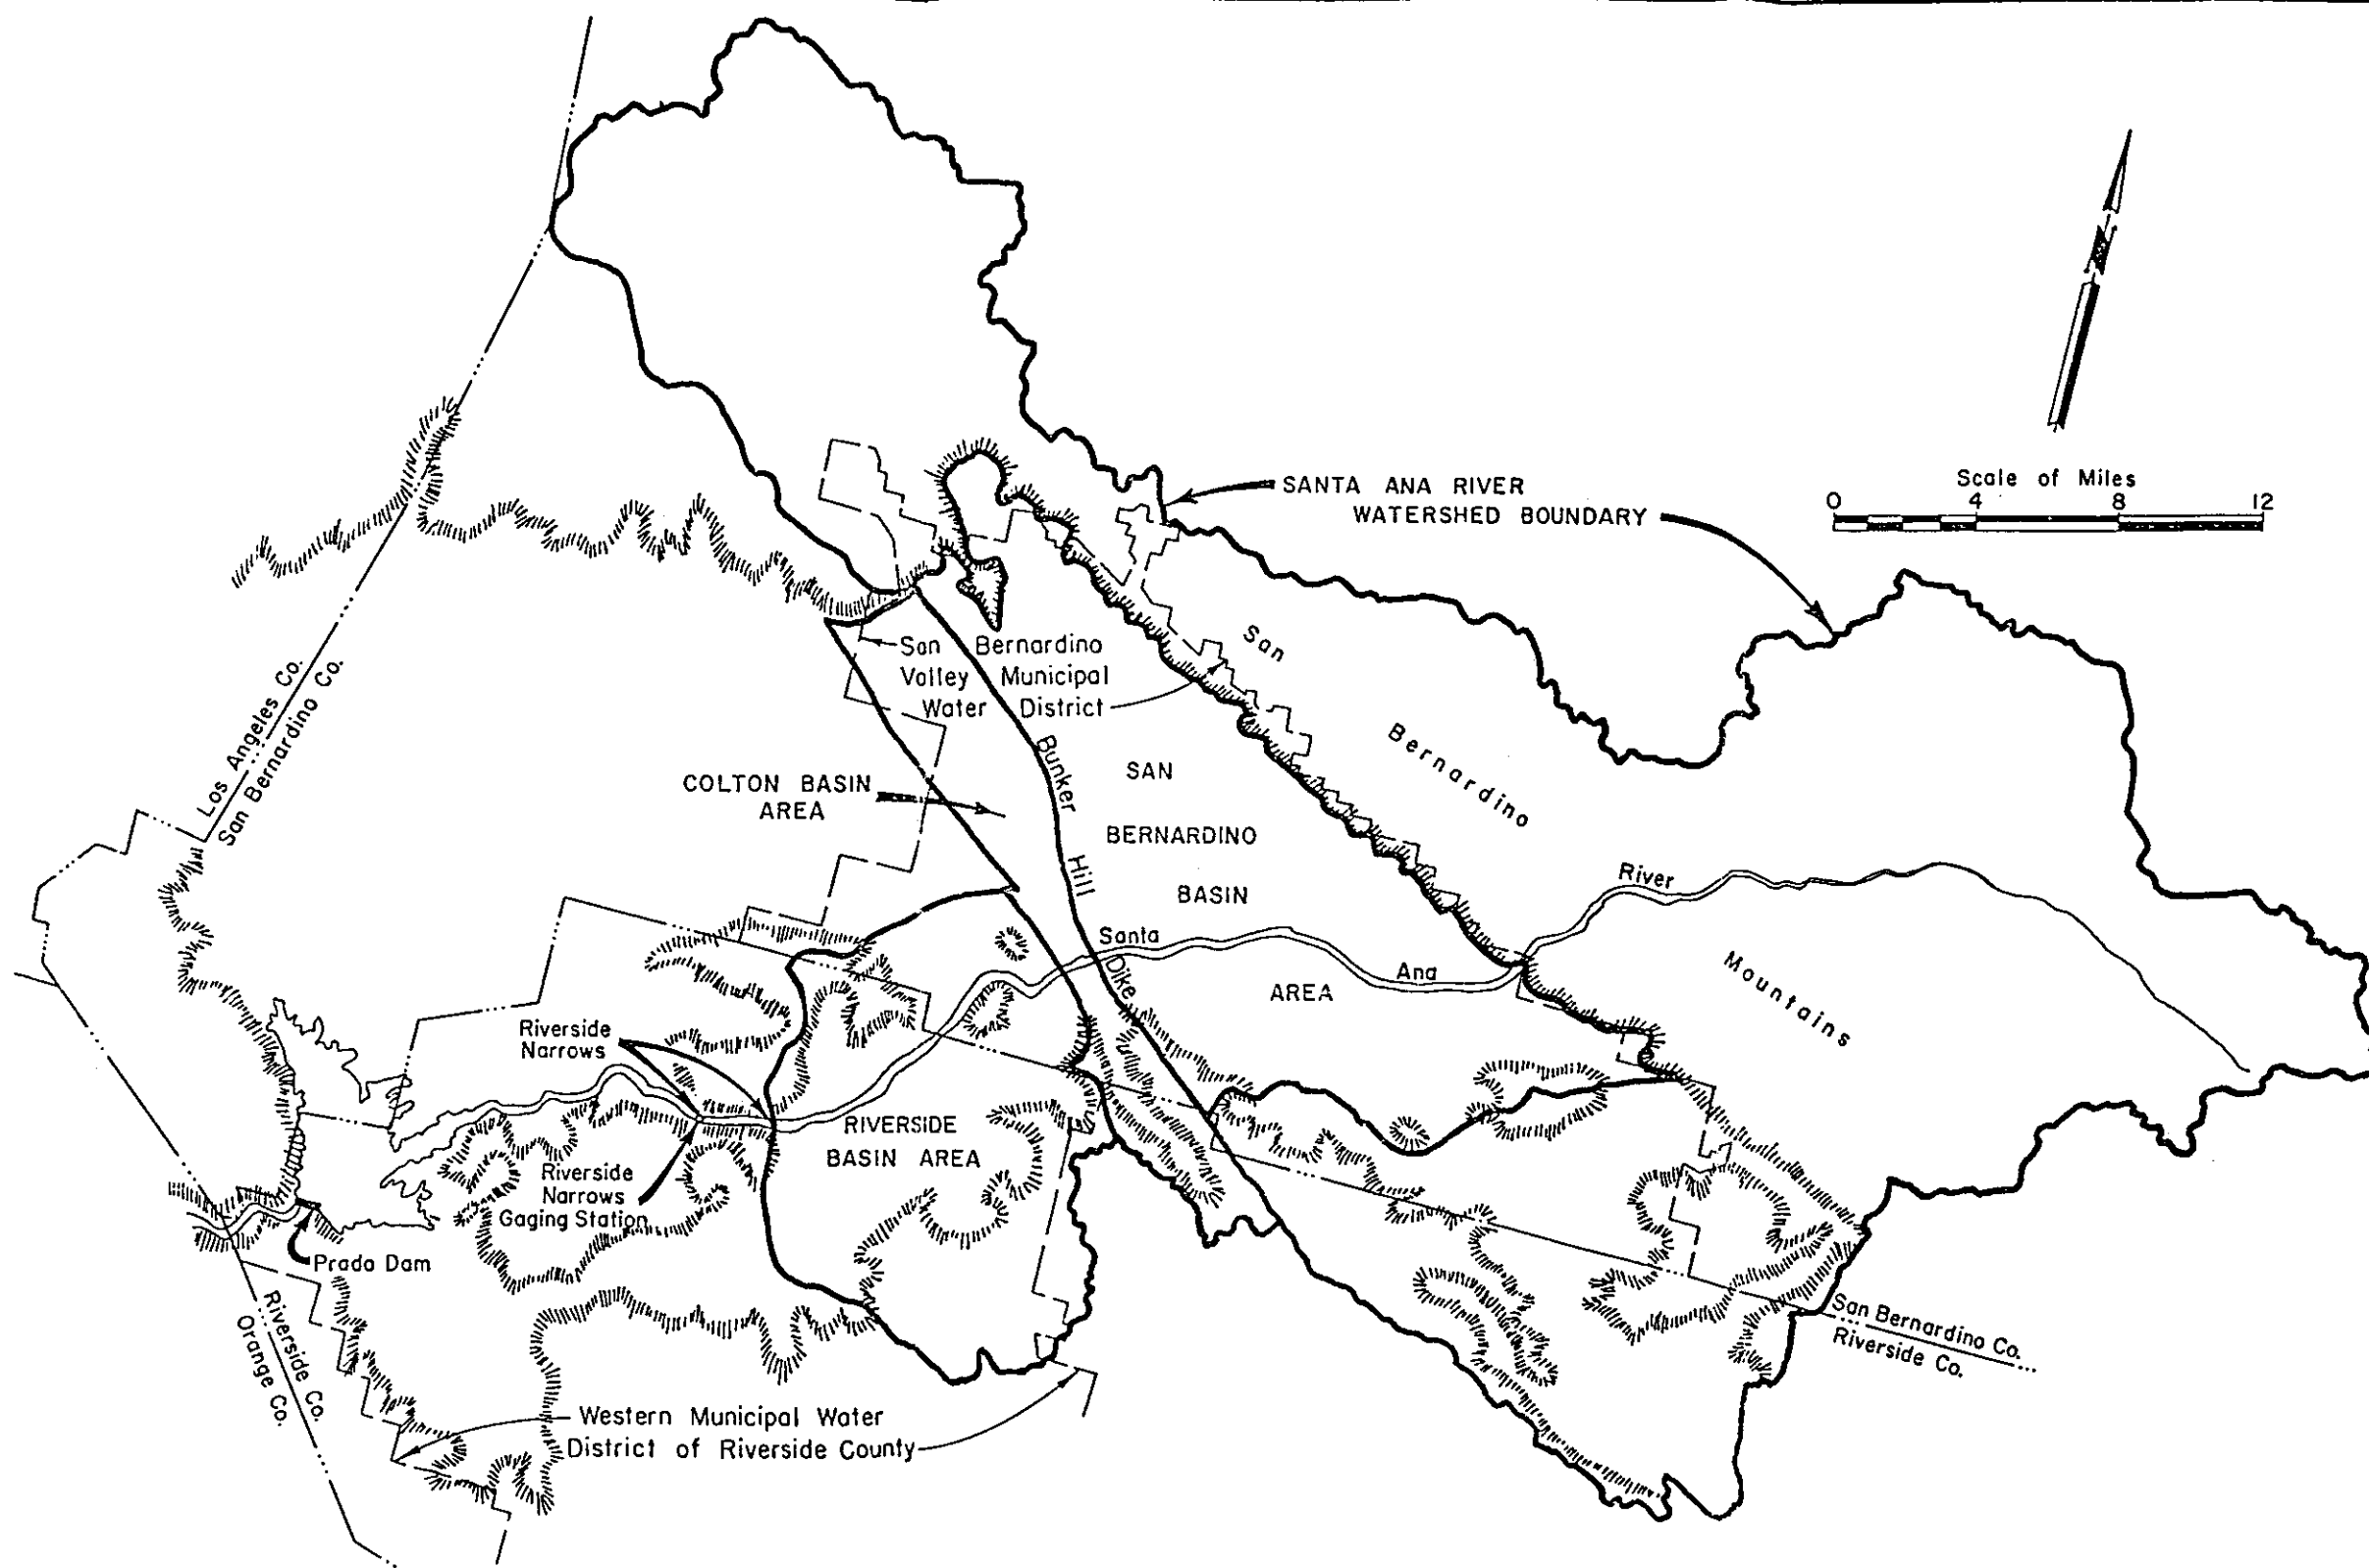 SANTA ANA RIVER
WATERSHED BOUNDARY
Scale of Miles
0 4 8 12
Los Angeles Co.
San Bernardino Co.
San Bernardino
Valley Municipal
Water District
San
Bernardino
Mountains
COLTON BASIN
AREA
Bunker
Hill
Dike
SAN
BERNARDINO
BASIN
AREA
Santa
Ana
River
Riverside
Narrows
RIVERSIDE
BASIN AREA
Riverside
Narrows
Gaging Station
Prado Dam
Riverside Co.
Orange Co.
San Bernardino Co.
Riverside Co.
Western Municipal Water
District of Riverside County